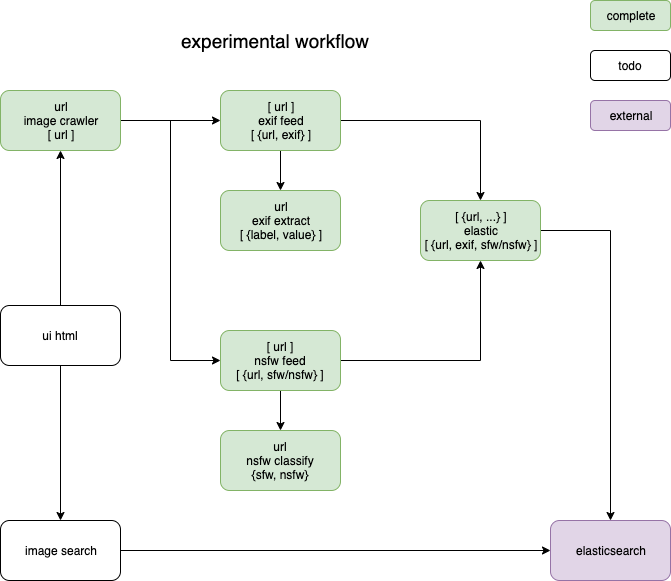 complete
experimental workflow
todo
url
image crawler
[ url ]
[ url ]
exif feed
[ {url, exif} ]
external
url
exif extract
[ {label, value} ]
[ {url, ...} ]
elastic
[ {url, exif, sfw/nsfw} ]
ui html
[ url ]
nsfw feed
[ {url, sfw/nsfw} ]
url
nsfw classify
{sfw, nsfw}
image search
elasticsearch